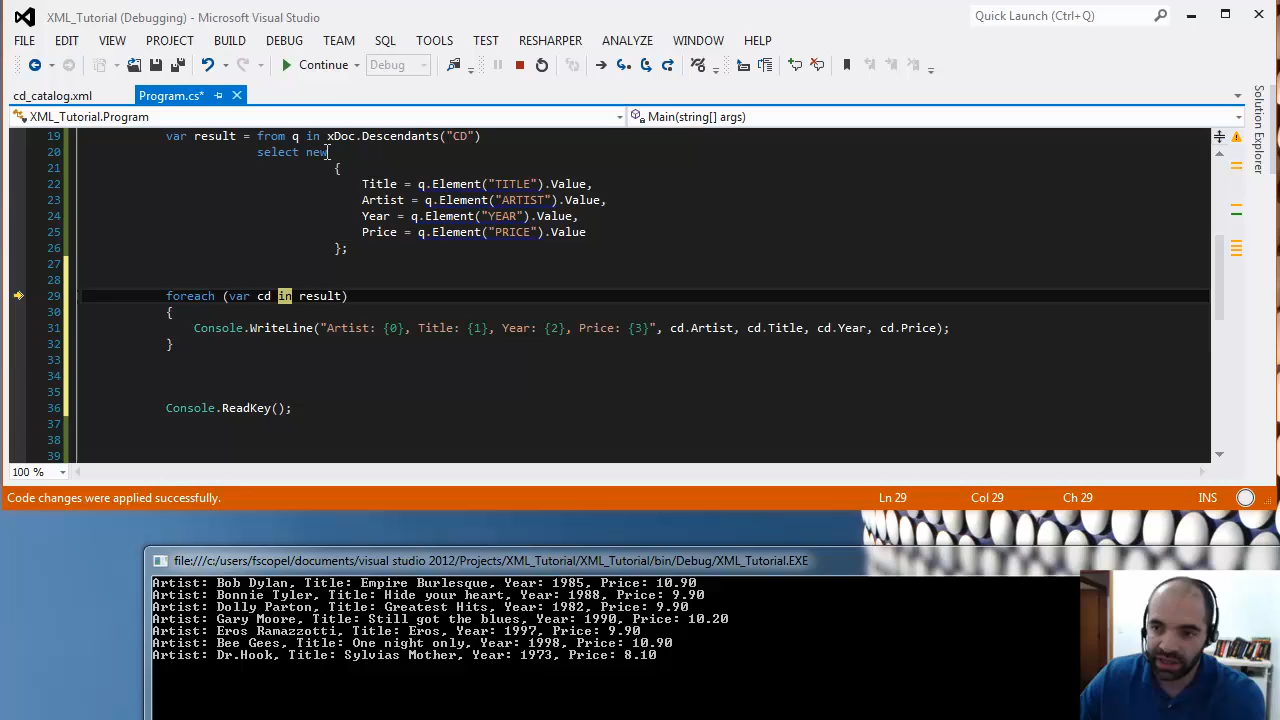 XML_Tutorial (Debugging) - Microsoft Visual Studio
Quick Launch (Ctrl+Q)
FILE EDIT VIEW PROJECT BUILD DEBUG TEAM SQL TOOLS TEST RESHARPER ANALYZE WINDOW HELP
Continue Debug
cd_catalog.xml Program.cs*
XML_Tutorial.Program Main(string[] args)
Solution Explorer
19 var result = from q in xDoc.Descendants("CD")
20 select new
21 {
22 Title = q.Element("TITLE").Value,
23 Artist = q.Element("ARTIST").Value,
24 Year = q.Element("YEAR").Value,
25 Price = q.Element("PRICE").Value
26 };
27
28
29 foreach (var cd in result)
30 {
31 Console.WriteLine("Artist: {0}, Title: {1}, Year: {2}, Price: {3}", cd.Artist, cd.Title, cd.Year, cd.Price);
32 }
33
34
35
36 Console.ReadKey();
37
38
39
100 %
Code changes were applied successfully. Ln 29 Col 29 Ch 29 INS
file:///c:/users/fscopel/documents/visual studio 2012/Projects/XML_Tutorial/XML_Tutorial/bin/Debug/XML_Tutorial.EXE
Artist: Bob Dylan, Title: Empire Burlesque, Year: 1985, Price: 10.90
Artist: Bonnie Tyler, Title: Hide your heart, Year: 1988, Price: 9.90
Artist: Dolly Parton, Title: Greatest Hits, Year: 1982, Price: 9.90
Artist: Gary Moore, Title: Still got the blues, Year: 1990, Price: 10.20
Artist: Eros Ramazzotti, Title: Eros, Year: 1997, Price: 9.90
Artist: Bee Gees, Title: One night only, Year: 1998, Price: 10.90
Artist: Dr.Hook, Title: Sylvias Mother, Year: 1973, Price: 8.10